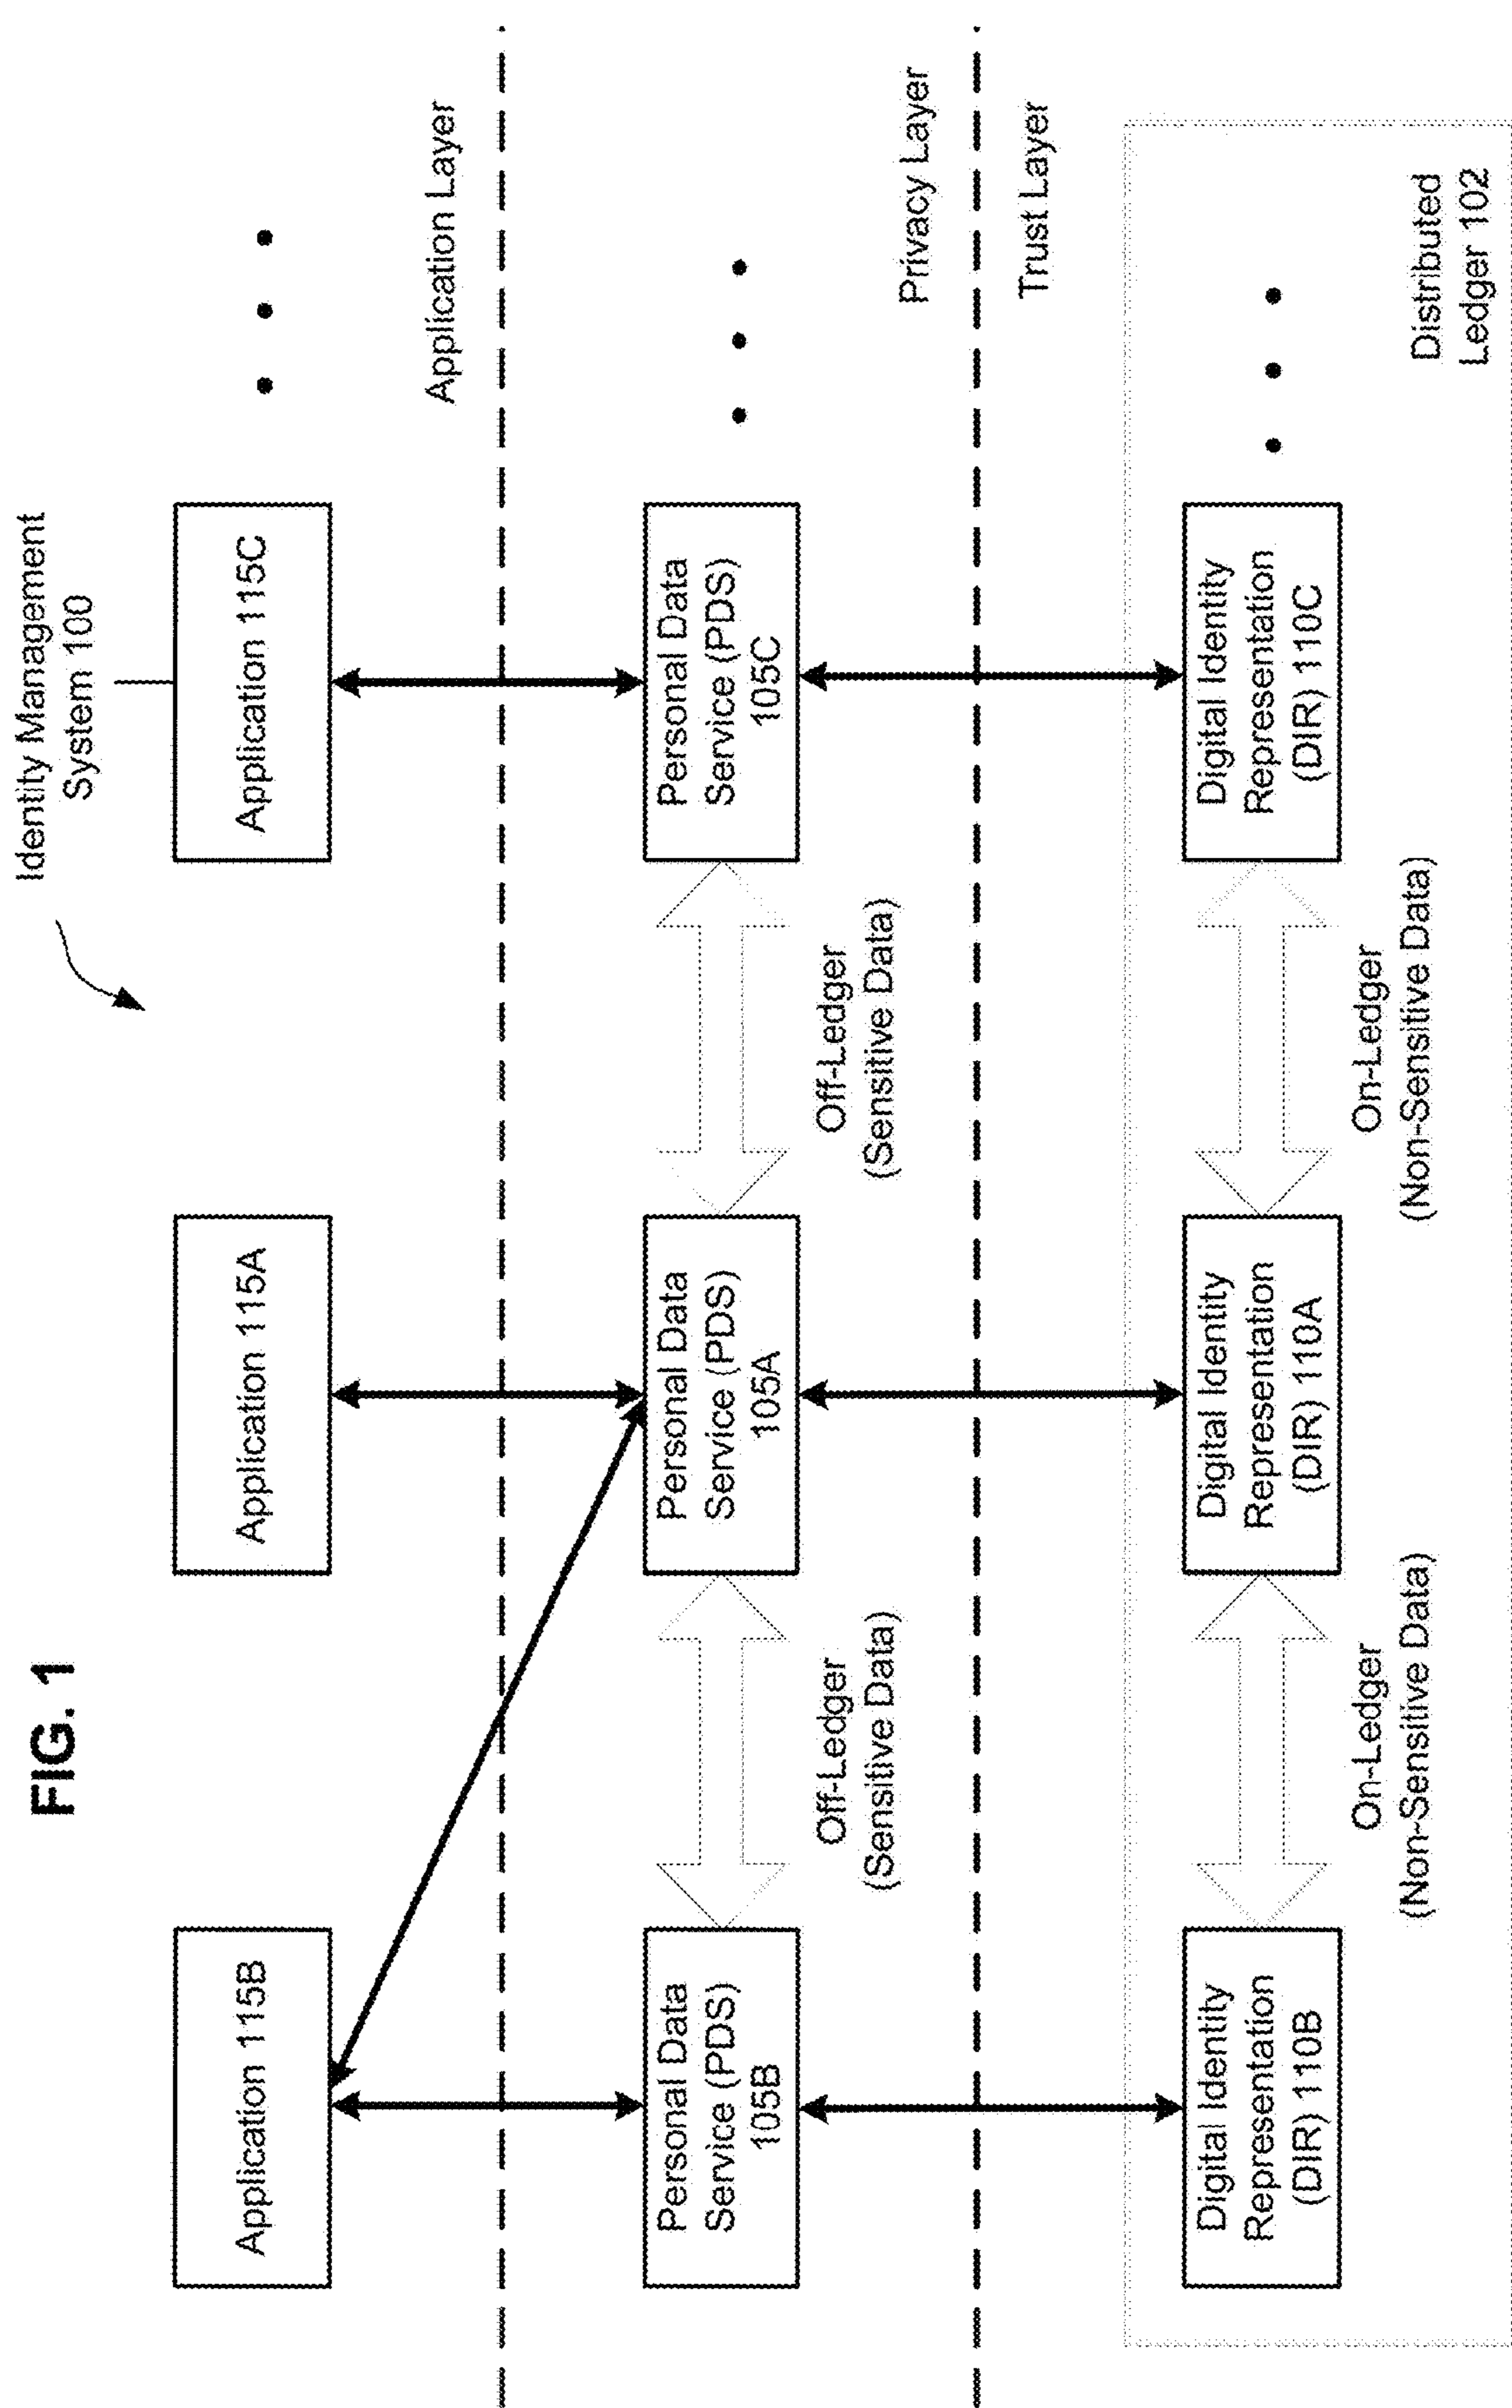 FIG. 1
Identity Management
System 100
Application 115B
Application 115A
Application 115C
Application Layer
Personal Data
Service (PDS)
105B
Off-Ledger
(Sensitive Data)
Personal Data
Service (PDS)
105A
Off-Ledger
(Sensitive Data)
Personal Data
Service (PDS)
105C
Privacy Layer
Trust Layer
Digital Identity
Representation
(DIR) 110B
On-Ledger
(Non-Sensitive Data)
Digital Identity
Representation
(DIR) 110A
On-Ledger
(Non-Sensitive Data)
Digital Identity
Representation
(DIR) 110C
Distributed
Ledger 102